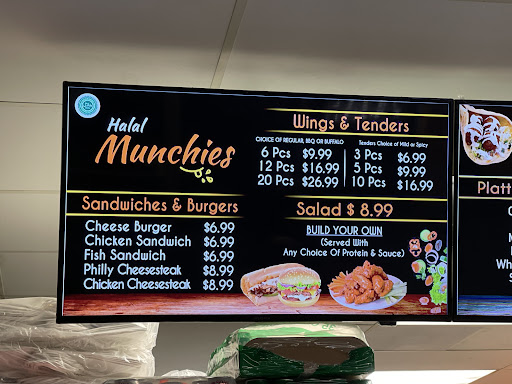 Halal
Munchies
Wings & Tenders
CHOICE OF REGULAR, BBQ OR BUFFALO
6 Pcs $9.99
12 Pcs $16.99
20 Pcs $26.99
Tenders Choice of Mild or Spicy
3 Pcs $6.99
5 Pcs $9.99
10 Pcs $16.99
Sandwiches & Burgers
Cheese Burger $6.99
Chicken Sandwich $6.99
Fish Sandwich $6.99
Philly Cheesesteak $8.99
Chicken Cheesesteak $8.99
Salad $ 8.99
BUILD YOUR OWN
(Served With
Any Choice Of Protein & Sauce)
Platt